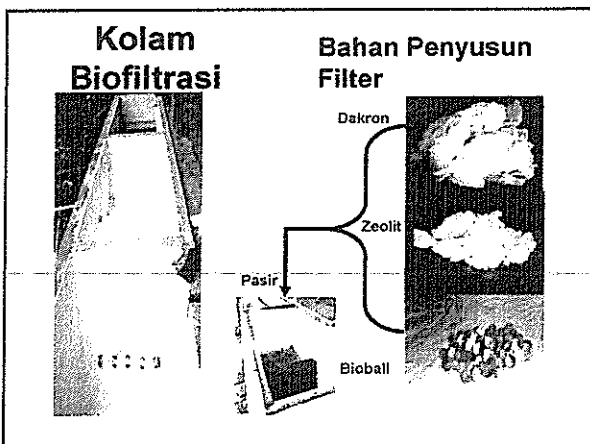 Kolam
Biofiltrasi
Bahan Penyusun
Filter
Dakron
Zeolit
Pasir
Bioball